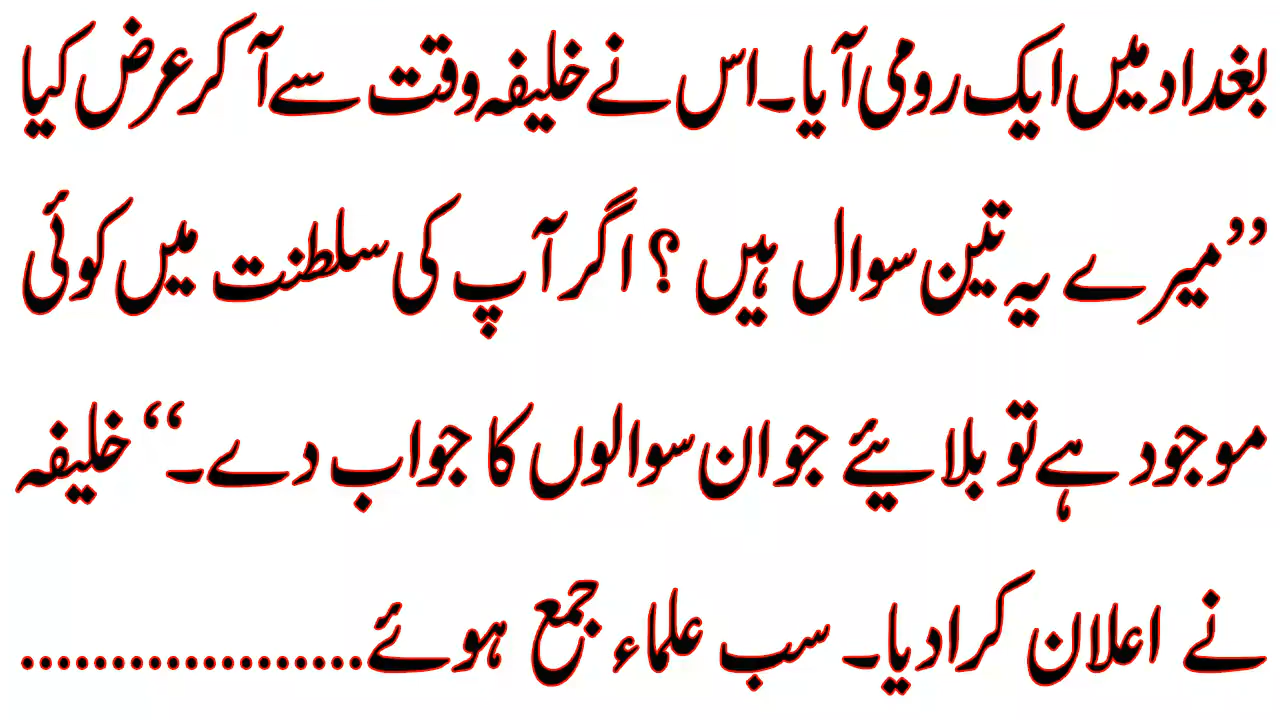 بغداد میں ایک رومی آیا۔ اس نے خلیفہ وقت سے آ کر عرض کیا
”میرے یہ تین سوال ہیں ؟ اگر آپ کی سلطنت میں کوئی
موجود ہے تو بلایئے جو ان سوالوں کا جواب دے۔“ خلیفہ
نے اعلان کرادیا۔ سب علماء جمع ہوئے...................